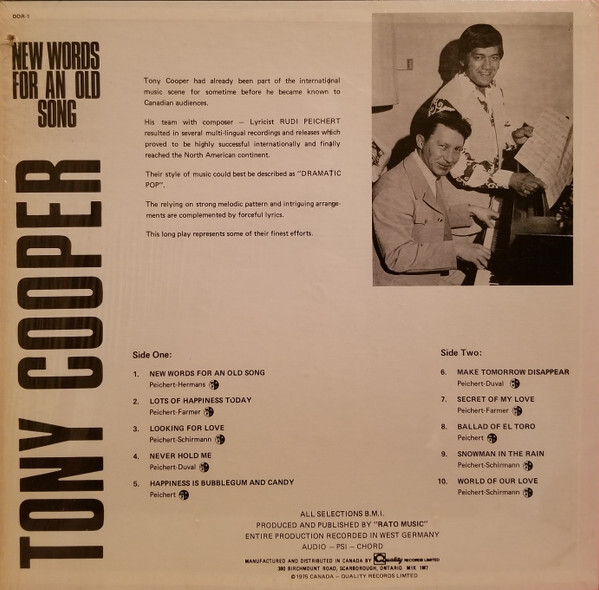 DOR-1
NEW WORDS
FOR AN OLD
SONG
TONY COOPER
Tony Cooper had already been part of the international
music scene for sometime before he became known to
Canadian audiences.
His team with composer — Lyricist RUDI PEICHERT
resulted in several multi-lingual recordings and releases which
proved to be highly successful internationally and finally
reached the North American continent.
Their style of music could best be described as "DRAMATIC
POP".
The relying on strong melodic pattern and intriguing arrange-
ments are complemented by forceful lyrics.
This long play represents some of their finest efforts.
Side One:
1. NEW WORDS FOR AN OLD SONG
Peichert-Hermans
2. LOTS OF HAPPINESS TODAY
Peichert-Farmer
3. LOOKING FOR LOVE
Peichert-Schirmann
4. NEVER HOLD ME
Peichert-Duval
5. HAPPINESS IS BUBBLEGUM AND CANDY
Peichert
Side Two:
6. MAKE TOMORROW DISAPPEAR
Peichert-Duval
7. SECRET OF MY LOVE
Peichert-Farmer
8. BALLAD OF EL TORO
Peichert
9. SNOWMAN IN THE RAIN
Peichert-Schirmann
10. WORLD OF OUR LOVE
Peichert-Schirmann
ALL SELECTIONS B.M.I.
PRODUCED AND PUBLISHED BY "RATO MUSIC"
ENTIRE PRODUCTION RECORDED IN WEST GERMANY
AUDIO — PSI — CHORD
MANUFACTURED AND DISTRIBUTED IN CANADA BY Quality RECORDS LIMITED
380 BIRCHMOUNT ROAD, SCARBOROUGH, ONTARIO M1K 1M7
©1975 CANADA – QUALITY RECORDS LIMITED